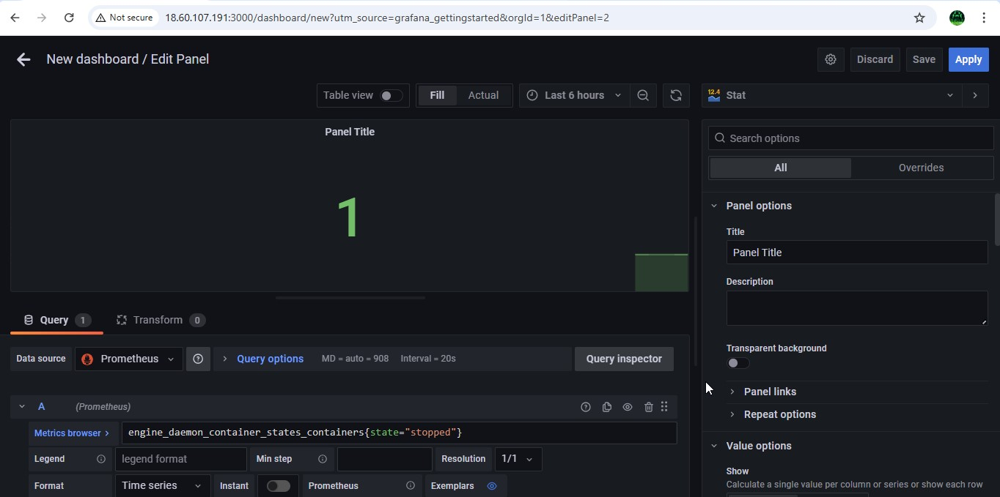 Not secure
18.60.107.191:3000/dashboard/new?utm_source=grafana_gettingstarted&orgId=1&editPanel=2
New dashboard / Edit Panel
Discard
Save
Apply
Table view
Fill
Actual
Last 6 hours
12.4
Stat
Panel Title
1
Search options
All
Overrides
Panel options
Title
Panel Title
Description
Transparent background
Panel links
Repeat options
Value options
Show
Calculate a single value per column or series or show each row
Query 1
Transform 0
Data source
Prometheus
Query options
MD = auto = 908
Interval = 20s
Query inspector
A
(Prometheus)
Metrics browser >
engine_daemon_container_states_containers{state="stopped"}
Legend
legend format
Min step
Resolution
1/1
Format
Time series
Instant
Prometheus
Exemplars